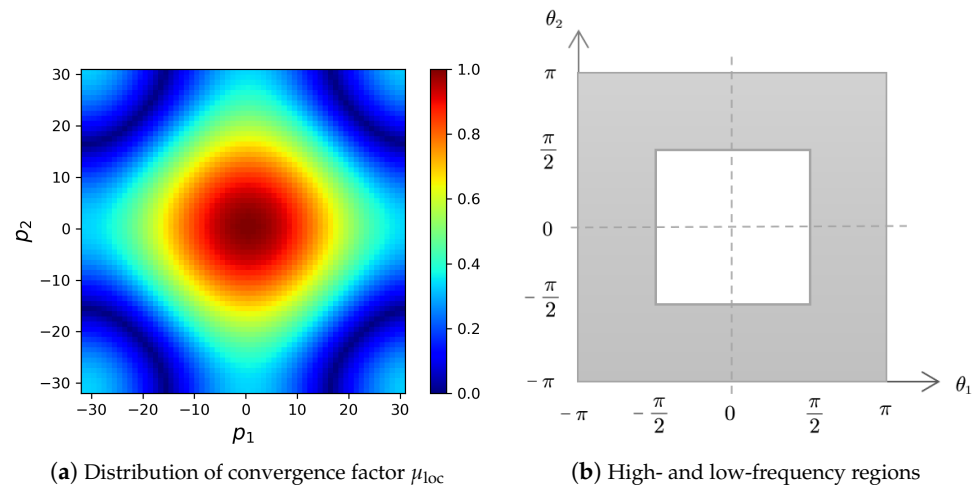 30
20
10
0
−10
−20
−30
p₂
−30 −20 −10 0 10 20 30
p₁
1.0
0.8
0.6
0.4
0.2
0.0
(a) Distribution of convergence factor μ_loc
θ₂
π
π/2
0
−π/2
−π
−π −π/2 0 π/2 π
θ₁
(b) High- and low-frequency regions